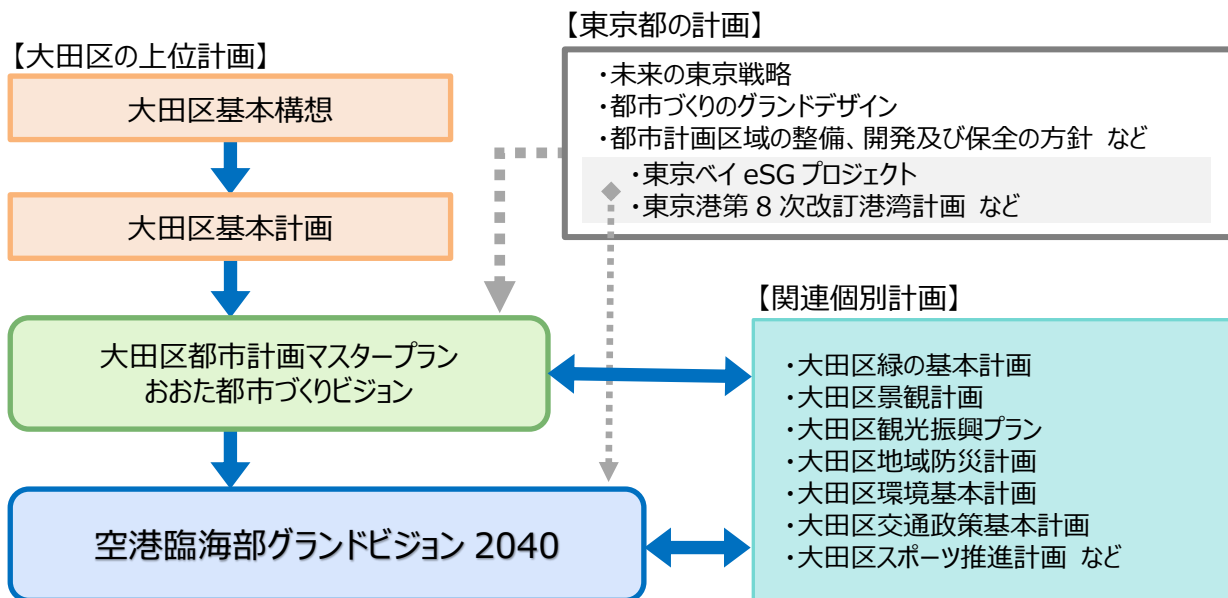 【大田区の上位計画】
大田区基本構想
大田区基本計画
大田区都市計画マスタープラン
おおた都市づくりビジョン
空港臨海部グランドビジョン 2040
【東京都の計画】
・未来の東京戦略
・都市づくりのグランドデザイン
・都市計画区域の整備、開発及び保全の方針 など
・東京ベイ eSG プロジェクト
・東京港第 8 次改訂港湾計画 など
【関連個別計画】
・大田区緑の基本計画
・大田区景観計画
・大田区観光振興プラン
・大田区地域防災計画
・大田区環境基本計画
・大田区交通政策基本計画
・大田区スポーツ推進計画 など